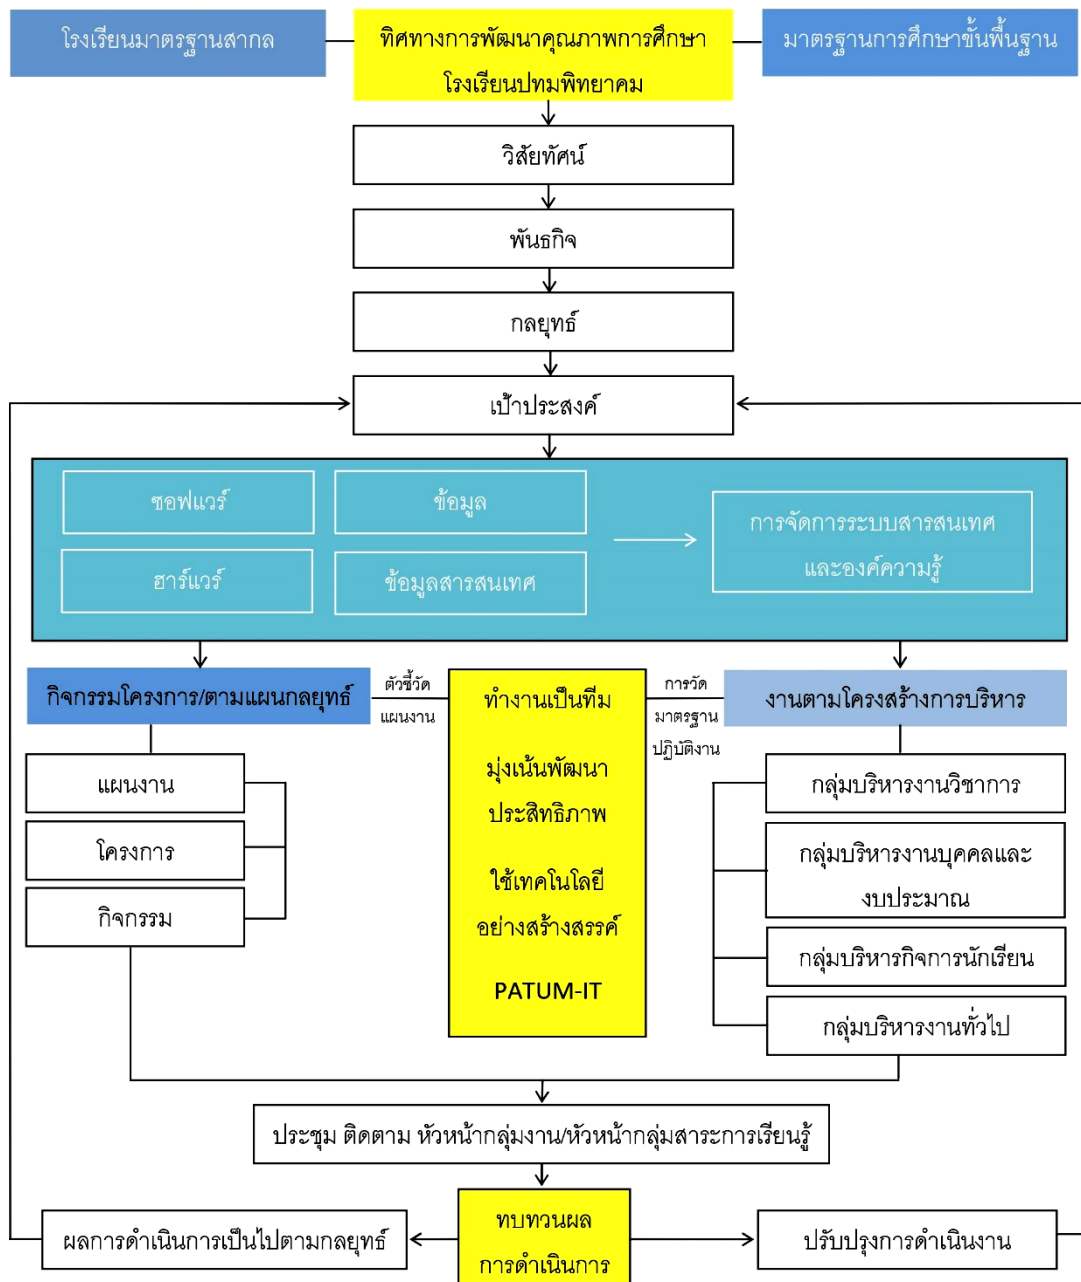 โรงเรียนมาตรฐานสากล
ทิศทางการพัฒนาคุณภาพการศึกษา
โรงเรียนปทุมพิทยาคม
มาตรฐานการศึกษาขั้นพื้นฐาน
วิสัยทัศน์
พันธกิจ
กลยุทธ์
เป้าประสงค์
ซอฟแวร์
ข้อมูล
ฮาร์แวร์
ข้อมูลสารสนเทศ
การจัดการระบบสารสนเทศ
และองค์ความรู้
กิจกรรมโครงการ/ตามแผนกลยุทธ์
ตัวชี้วัด
แผนงาน
ทำงานเป็นทีม
มุ่งเน้นพัฒนา
ประสิทธิภาพ
ใช้เทคโนโลยี
อย่างสร้างสรรค์
PATUM-IT
การวัด
มาตรฐาน
ปฏิบัติงาน
งานตามโครงสร้างการบริหาร
แผนงาน
โครงการ
กิจกรรม
กลุ่มบริหารงานวิชาการ
กลุ่มบริหารงานบุคคลและ
งบประมาณ
กลุ่มบริหารกิจการนักเรียน
กลุ่มบริหารงานทั่วไป
ประชุม ติดตาม หัวหน้ากลุ่มงาน/หัวหน้ากลุ่มสาระการเรียนรู้
ผลการดำเนินการเป็นไปตามกลยุทธ์
ทบทวนผล
การดำเนินการ
ปรับปรุงการดำเนินงาน